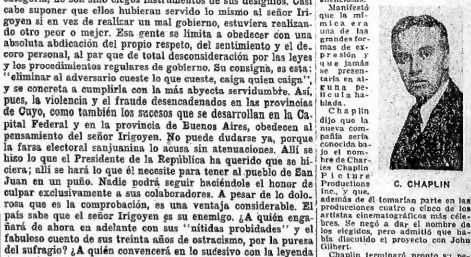 casi
cabe suponer que ellos hubieran servido lo mismo al señor Iri-
goyen si en vez de realizar un mal gobierno, estuviera realizan-
do otro peor o mejor. Esa gente se limita a obedecer con una
absoluta abdicación del propio respeto, del sentimiento y el de-
coro personal, al par que de total desconsideración por las leyes
y los procedimientos regulares de gobierno. Su consigna, es esta:
"eliminar al adversario cueste lo que cueste, caiga quien caiga",
y se concreta a cumplirla con la más abyecta servidumbre. Así,
pues, la violencia y el fraude desencadenados en las provincias
de Cuyo, como también los sucesos que se desarrollan en la Ca-
pital Federal y en la provincia de Buenos Aires, obedecen al
pensamiento del señor Irigoyen. No puede dudarse ya, porque
la farsa electoral sanjuanina lo acusa sin atenuaciones. Allí se
hizo lo que el Presidente de la República ha querido que se hi-
ciera; allí se hará lo que él necesite para tener al pueblo de San
Juan en un puño. Nadie podrá seguir haciéndole el honor de
culpar exclusivamente a sus colaboradores. A pesar de lo dolo-
rosa que es la comprobación, es una ventaja considerable. El
país sabe que el señor Irigoyen es su enemigo. ¿A quién enga-
ñará de ahora en adelante con sus "nítidas probidades" y el
fabuloso cuento de sus treinta años de ostracismo, por la pureza
del sufragio? ¿A quién convencerá en lo sucesivo con la leyenda
Manifestó
que la mí-
mica era
una de las
grandes for-
mas de ex-
presión y
que jamás
se presen-
taría en al-
guna pe-
lícula ha-
blada.
Chaplin
dijo que la
nueva com-
pañía sería
conocida ba-
jo el nom-
bre de Char-
les Chaplin
Picture
Productions
Inc, y que,
además de él tomarían parte en las
producciones cuatro o cinco de los
artistas cinematográficos más céle-
bres. Se negó a dar el nombre de
los elegidos, pero admitió que ha-
bía discutido el proyecto con John
Gilbert.
Chaplin terminará pronto su
C. CHAPLIN